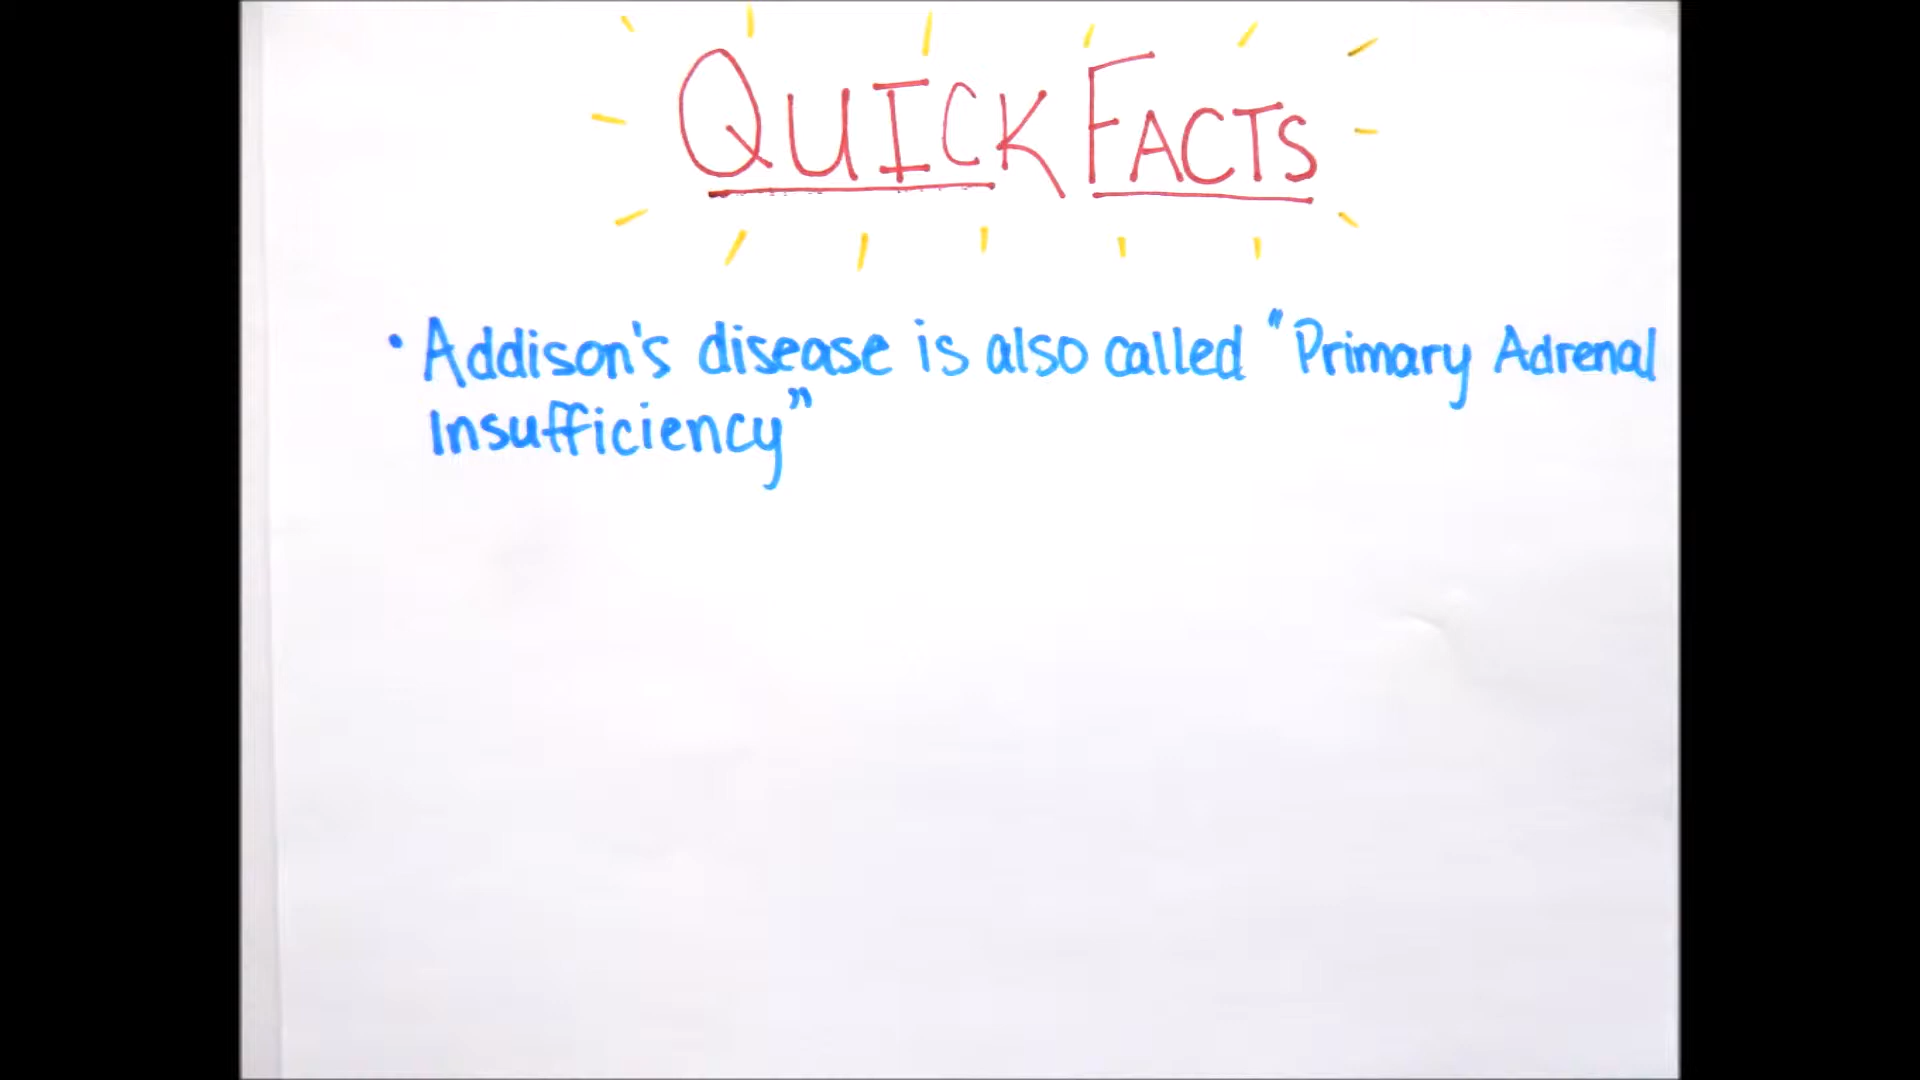 QUICK FACTS
• Addison's disease is also called "Primary Adrenal
Insufficiency"